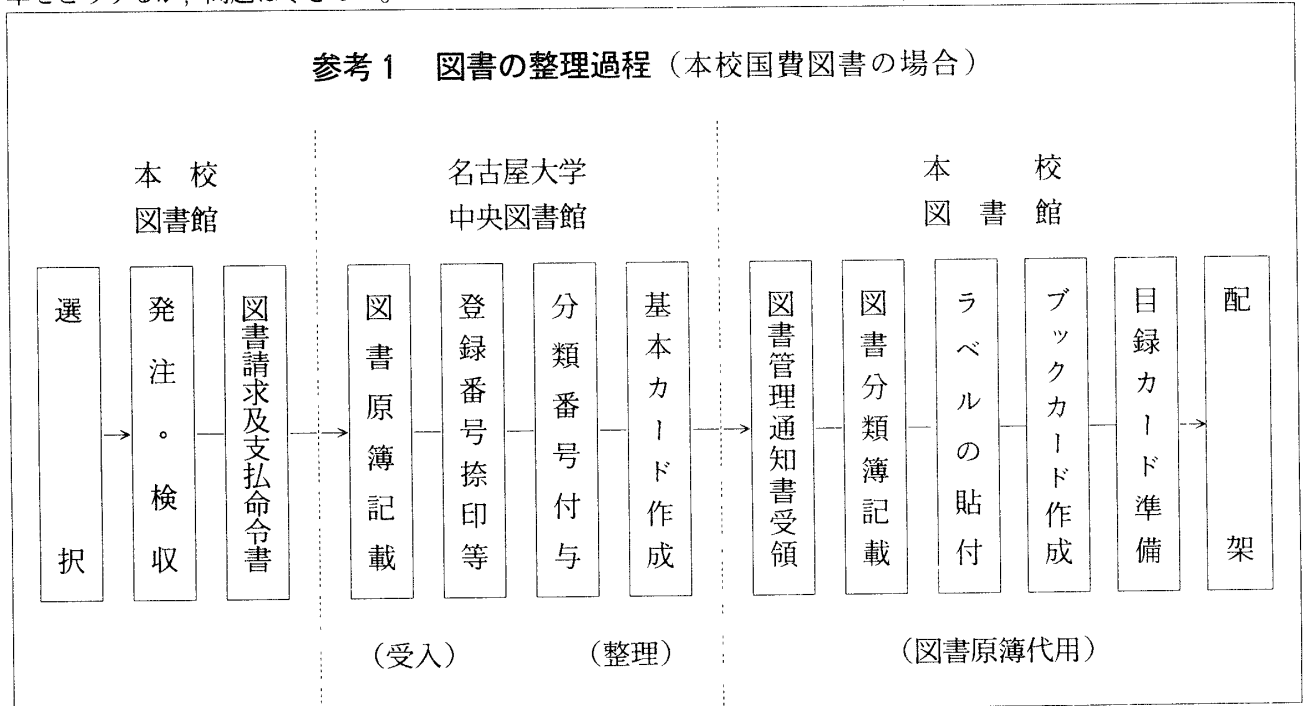 参考1 図書の整理過程（本校国費図書の場合）
本校
図書館
名古屋大学
中央図書館
本校
図書館
選択
発注。検収
図書請求及支払命令書
図書原簿記載
登録番号捺印等
分類番号付与
基本カード作成
図書管理通知書受領
図書分類簿記載
ラベルの貼付
ブックカード作成
目録カード準備
配架
（受入）
（整理）
（図書原簿代用）